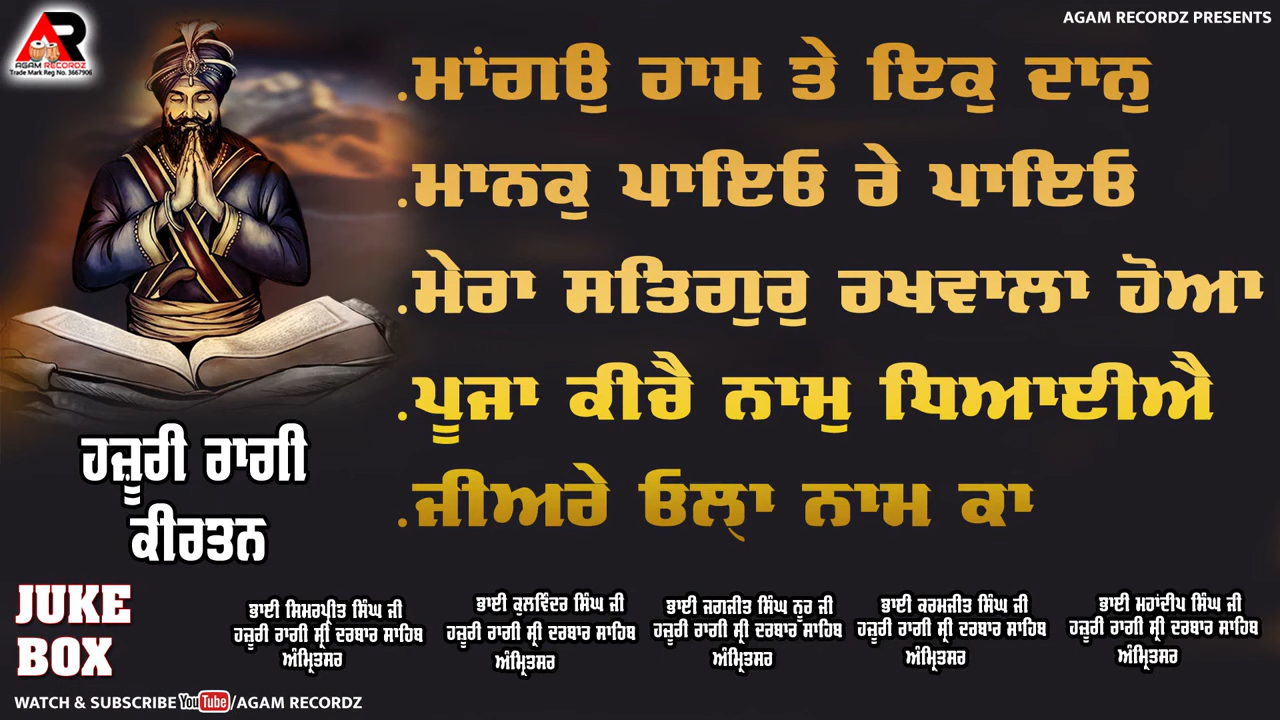 AGAM RECORDZ PRESENTS
AR
AGAM RECORDZ
Trade Mark Reg No. 3667906
.ਮਾਂਗਉ ਰਾਮ ਤੇ ਇਕੁ ਦਾਨੁ
.ਮਾਨਕੁ ਪਾਇਓ ਰੇ ਪਾਇਓ
.ਮੇਰਾ ਸਤਿਗੁਰੁ ਰਖਵਾਲਾ ਹੋਆ
.ਪੂਜਾ ਕੀਚੈ ਨਾਮੁ ਧਿਆਈਐ
.ਜੀਅਰੇ ਓਲ੍ਹਾ ਨਾਮ ਕਾ
ਹਜ਼ੂਰੀ ਰਾਗੀ
ਕੀਰਤਨ
JUKE
BOX
ਭਾਈ ਸਿਮਰਪ੍ਰੀਤ ਸਿੰਘ ਜੀ
ਹਜ਼ੂਰੀ ਰਾਗੀ ਸ੍ਰੀ ਦਰਬਾਰ ਸਾਹਿਬ
ਅੰਮ੍ਰਿਤਸਰ
ਭਾਈ ਕੁਲਵਿੰਦਰ ਸਿੰਘ ਜੀ
ਹਜ਼ੂਰੀ ਰਾਗੀ ਸ੍ਰੀ ਦਰਬਾਰ ਸਾਹਿਬ
ਅੰਮ੍ਰਿਤਸਰ
ਭਾਈ ਜਗਜੀਤ ਸਿੰਘ ਨੂਰ ਜੀ
ਹਜ਼ੂਰੀ ਰਾਗੀ ਸ੍ਰੀ ਦਰਬਾਰ ਸਾਹਿਬ
ਅੰਮ੍ਰਿਤਸਰ
ਭਾਈ ਕਰਮਜੀਤ ਸਿੰਘ ਜੀ
ਹਜ਼ੂਰੀ ਰਾਗੀ ਸ੍ਰੀ ਦਰਬਾਰ ਸਾਹਿਬ
ਅੰਮ੍ਰਿਤਸਰ
ਭਾਈ ਮਹਾਂਦੀਪ ਸਿੰਘ ਜੀ
ਹਜ਼ੂਰੀ ਰਾਗੀ ਸ੍ਰੀ ਦਰਬਾਰ ਸਾਹਿਬ
ਅੰਮ੍ਰਿਤਸਰ
WATCH & SUBSCRIBE YouTube/AGAM RECORDZ